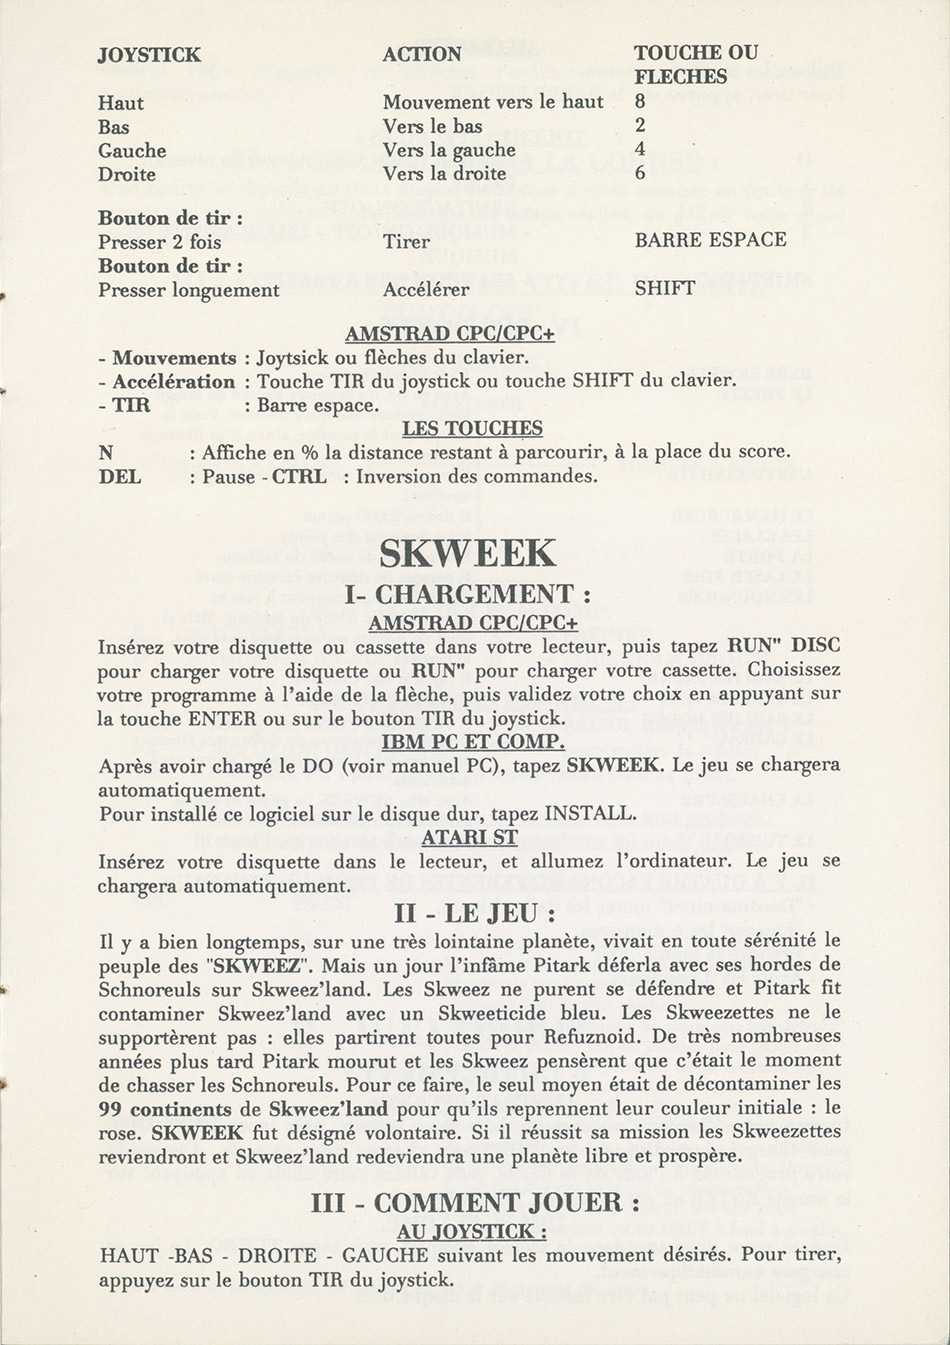 JOYSTICK ACTION TOUCHE OU
FLECHES
Haut Mouvement vers le haut 8
Bas Vers le bas 2
Gauche Vers la gauche 4
Droite Vers la droite 6
Bouton de tir :
Presser 2 fois Tirer BARRE ESPACE
Bouton de tir :
Presser longuement Accélérer SHIFT
AMSTRAD CPC/CPC+
- Mouvements : Joytsick ou flèches du clavier.
- Accélération : Touche TIR du joystick ou touche SHIFT du clavier.
- TIR : Barre espace.
LES TOUCHES
N : Affiche en % la distance restant à parcourir, à la place du score.
DEL : Pause - CTRL : Inversion des commandes.
SKWEEK
I- CHARGEMENT :
AMSTRAD CPC/CPC+
Insérez votre disquette ou cassette dans votre lecteur, puis tapez RUN" DISC
pour charger votre disquette ou RUN" pour charger votre cassette. Choisissez
votre programme à l'aide de la flèche, puis validez votre choix en appuyant sur
la touche ENTER ou sur le bouton TIR du joystick.
IBM PC ET COMP.
Après avoir chargé le DO (voir manuel PC), tapez SKWEEK. Le jeu se chargera
automatiquement.
Pour installé ce logiciel sur le disque dur, tapez INSTALL.
ATARI ST
Insérez votre disquette dans le lecteur, et allumez l'ordinateur. Le jeu se
chargera automatiquement.
II - LE JEU :
Il y a bien longtemps, sur une très lointaine planète, vivait en toute sérénité le
peuple des "SKWEEZ". Mais un jour l'infâme Pitark déferla avec ses hordes de
Schnoreuls sur Skweez'land. Les Skweez ne purent se défendre et Pitark fit
contaminer Skweez'land avec un Skweeticide bleu. Les Skweezettes ne le
supportèrent pas : elles partirent toutes pour Refuznoid. De très nombreuses
années plus tard Pitark mourut et les Skweez pensèrent que c'était le moment
de chasser les Schnoreuls. Pour ce faire, le seul moyen était de décontaminer les
99 continents de Skweez'land pour qu'ils reprennent leur couleur initiale : le
rose. SKWEEK fut désigné volontaire. Si il réussit sa mission les Skweezettes
reviendront et Skweez'land redeviendra une planète libre et prospère.
III - COMMENT JOUER :
AU JOYSTICK :
HAUT -BAS - DROITE - GAUCHE suivant les mouvement désirés. Pour tirer,
appuyez sur le bouton TIR du joystick.